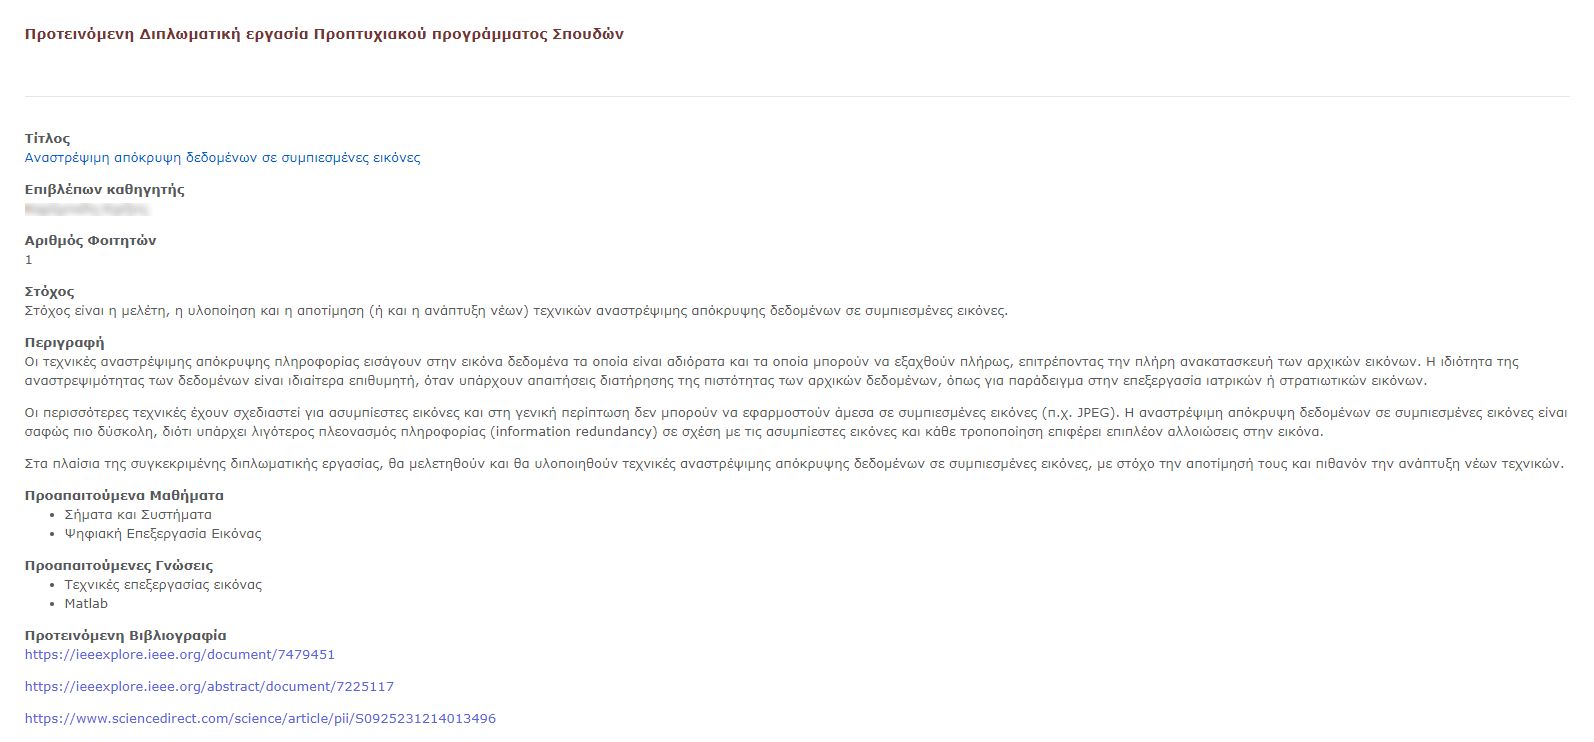 Προτεινόμενη Διπλωματική εργασία Προπτυχιακού προγράμματος Σπουδών
Τίτλος
Αναστρέψιμη απόκρυψη δεδομένων σε συμπιεσμένες εικόνες
Επιβλέπων καθηγητής
Αριθμός Φοιτητών
1
Στόχος
Στόχος είναι η μελέτη, η υλοποίηση και η αποτίμηση (ή και η ανάπτυξη νέων) τεχνικών αναστρέψιμης απόκρυψης δεδομένων σε συμπιεσμένες εικόνες.
Περιγραφή
Οι τεχνικές αναστρέψιμης απόκρυψης πληροφορίας εισάγουν στην εικόνα δεδομένα τα οποία είναι αδιόρατα και τα οποία μπορούν να εξαχθούν πλήρως, επιτρέποντας την πλήρη ανακατασκευή των αρχικών εικόνων. Η ιδιότητα της
αναστρεψιμότητας των δεδομένων είναι ιδιαίτερα επιθυμητή, όταν υπάρχουν απαιτήσεις διατήρησης της πιστότητας των αρχικών δεδομένων, όπως για παράδειγμα στην επεξεργασία ιατρικών ή στρατιωτικών εικόνων.
Οι περισσότερες τεχνικές έχουν σχεδιαστεί για ασυμπίεστες εικόνες και στη γενική περίπτωση δεν μπορούν να εφαρμοστούν άμεσα σε συμπιεσμένες εικόνες (π.χ. JPEG). Η αναστρέψιμη απόκρυψη δεδομένων σε συμπιεσμένες εικόνες είναι
σαφώς πιο δύσκολη, διότι υπάρχει λιγότερος πλεονασμός πληροφορίας (information redundancy) σε σχέση με τις ασυμπίεστες εικόνες και κάθε τροποποίηση επιφέρει επιπλέον αλλοιώσεις στην εικόνα.
Στα πλαίσια της συγκεκριμένης διπλωματικής εργασίας, θα μελετηθούν και θα υλοποιηθούν τεχνικές αναστρέψιμης απόκρυψης δεδομένων σε συμπιεσμένες εικόνες, με στόχο την αποτίμησή τους και πιθανόν την ανάπτυξη νέων τεχνικών.
Προαπαιτούμενα Μαθήματα
• Σήματα και Συστήματα
• Ψηφιακή Επεξεργασία Εικόνας
Προαπαιτούμενες Γνώσεις
• Τεχνικές επεξεργασίας εικόνας
• Matlab
Προτεινόμενη Βιβλιογραφία
https://ieeexplore.ieee.org/document/7479451
https://ieeexplore.ieee.org/abstract/document/7225117
https://www.sciencedirect.com/science/article/pii/S0925231214013496